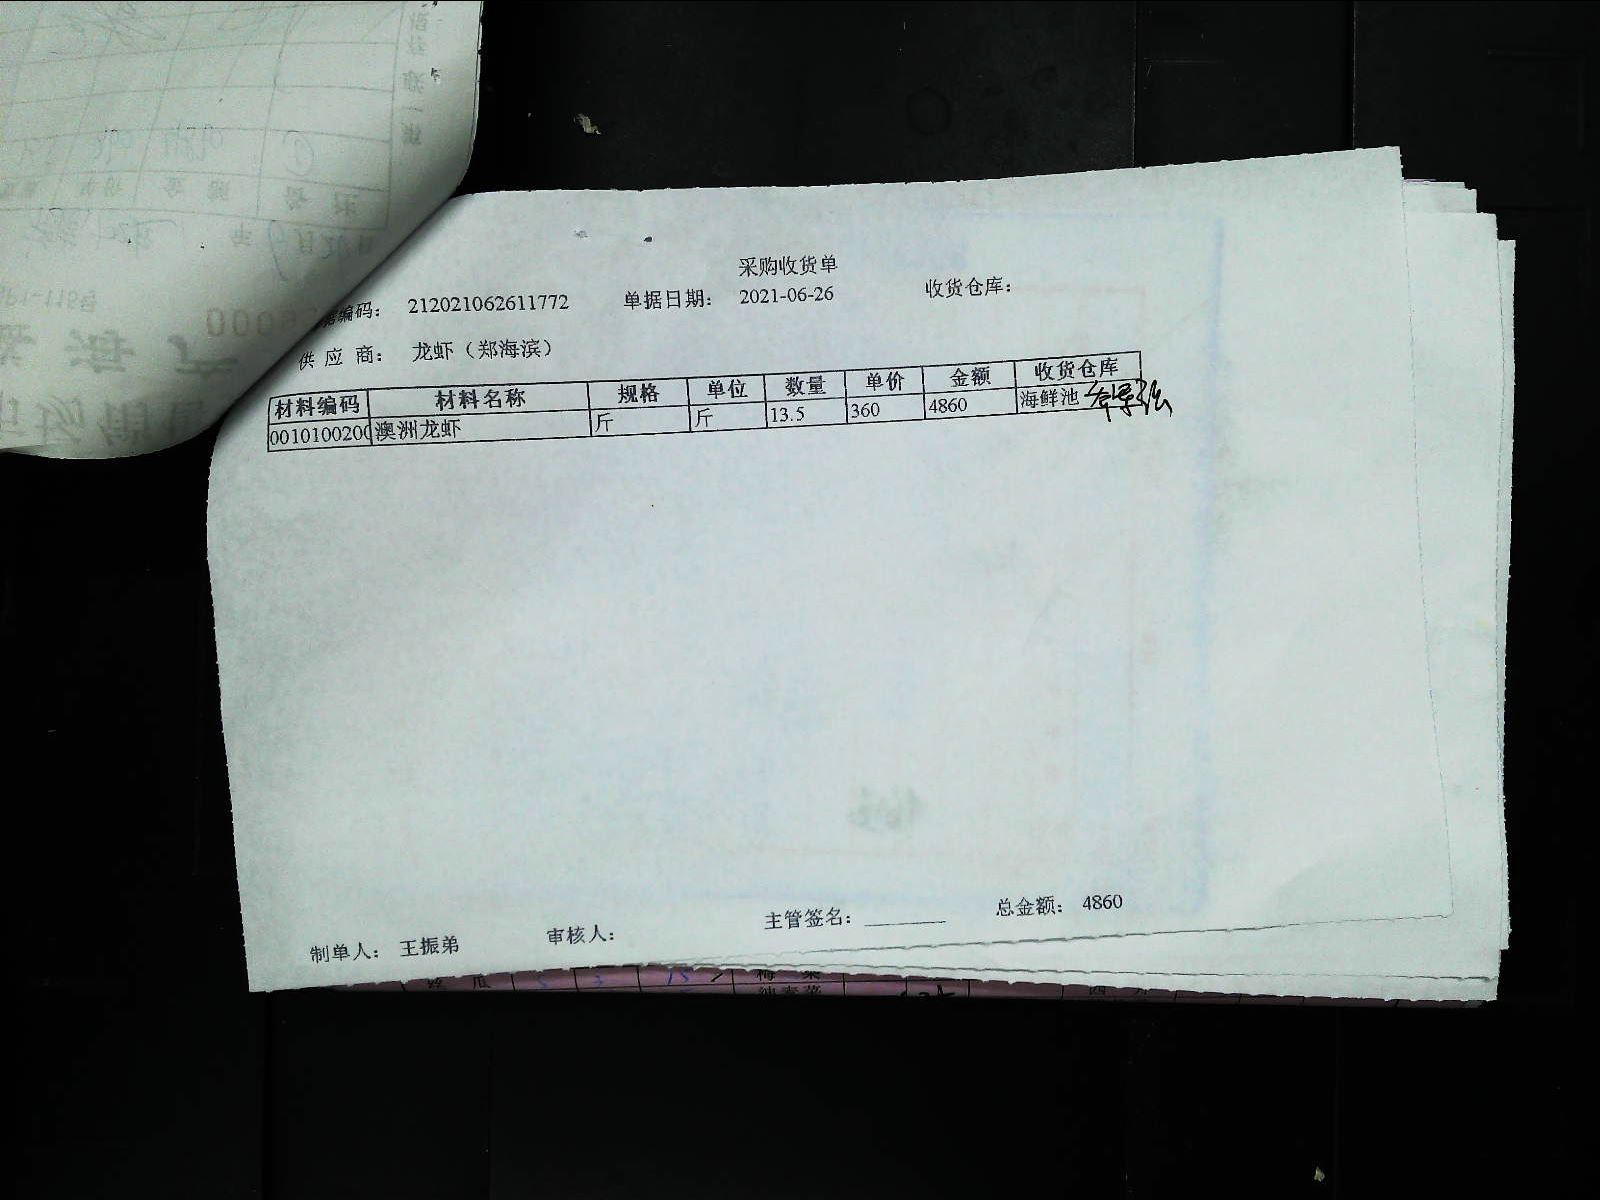 采购收货单
据编码： 212021062611772 单据日期： 2021-06-26 收货仓库：
供 应 商： 龙虾（郑海滨）
材料编码 材料名称 规格 单位 数量 单价 金额 收货仓库
0010100200 澳洲龙虾 斤 斤 13.5 360 4860 海鲜池
制单人： 王振弟 审核人： 主管签名： 总金额： 4860